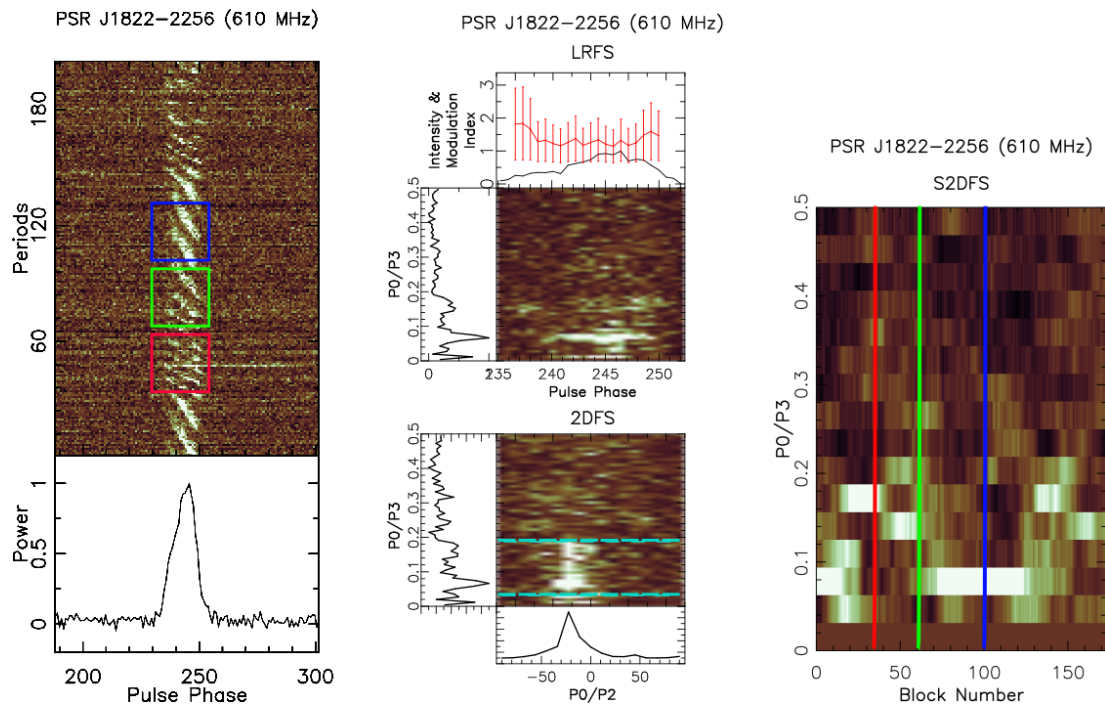 PSR J1822−2256 (610 MHz)
180
120
60
Periods
1
0.5
0
Power
200
250
300
Pulse Phase
PSR J1822−2256 (610 MHz)
LRFS
3
2
1
0
Intensity &
Modulation
Index
0.5
0.4
0.3
0.2
0.1
0
P0/P3
0
235
240
245
250
Pulse Phase
2DFS
0.5
0.4
0.3
0.2
0.1
0
P0/P3
−50
0
50
P0/P2
PSR J1822−2256 (610 MHz)
S2DFS
0.5
0.4
0.3
0.2
0.1
0
P0/P3
0
50
100
150
Block Number